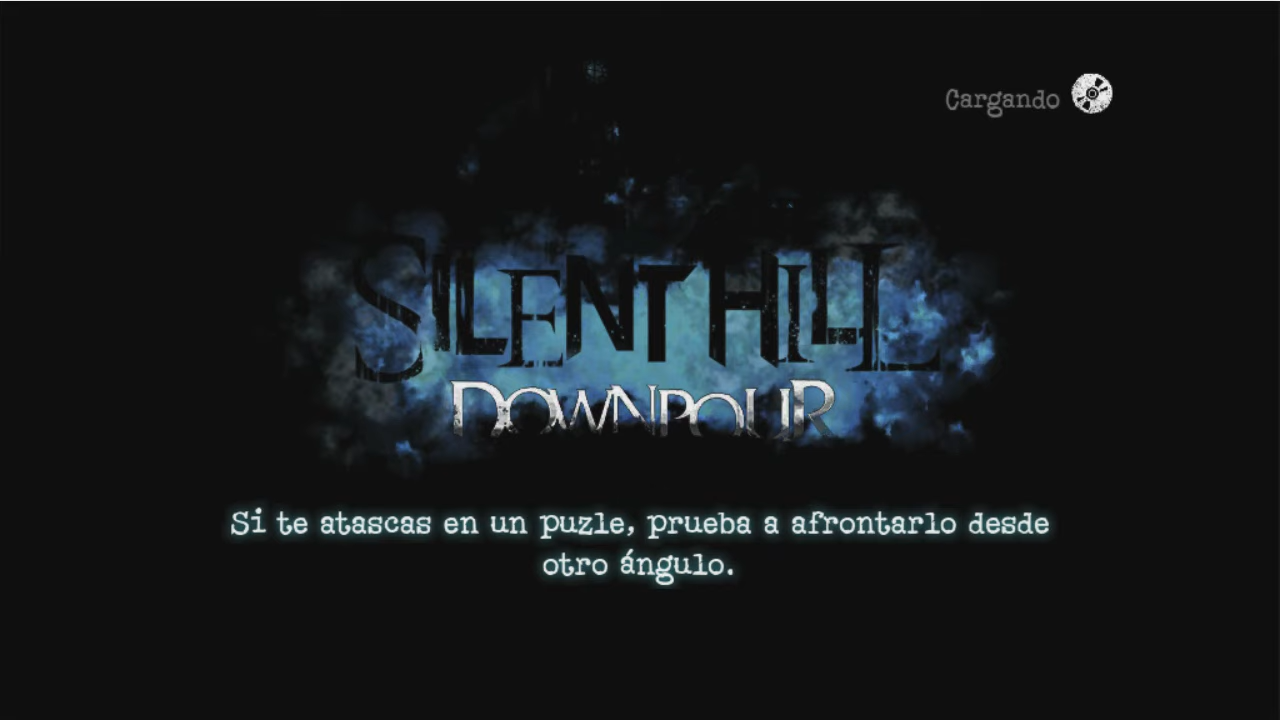 Cargando
SILENT HILL
DOWNPOUR
Si te atascas en un puzle, prueba a afrontarlo desde
otro ángulo.